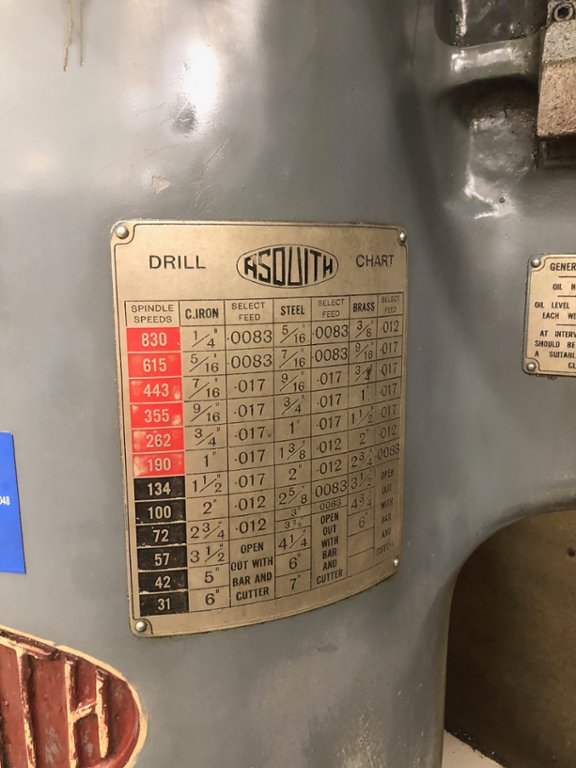 DRILL ASQUITH CHART
SPINDLE SPEEDS C.IRON SELECT FEED STEEL SELECT FEED BRASS SELECT FEED
830 1/4" ·0083 5/16" ·0083 3/8" ·012
615 5/16" ·0083 7/16" ·0083 9/16" ·017
443 7/16" ·017 9/16" ·017 3/4" ·017
355 9/16" ·017 3/4" ·017 1" ·017
262 3/4" ·017 1" ·017 1 1/2" ·017
190 1" ·017 1 3/8" ·012 2" ·012
134 1 1/2" ·017 2" ·012 2 3/4" ·0083
100 2" ·012 2 5/8" ·0083 3 1/2" OPEN
72 2 3/4" ·012 3" ·0083 4 3/4" OUT
3 1/8" OPEN
57 3 1/2" OPEN 4 1/4" OUT 6" WITH
42 5" OUT WITH 6" WITH BAR BAR
31 6" BAR AND 7" AND AND
CUTTER CUTTER CUTTER
GENER
OIL
OIL LEVEL
EACH WE
AT INTERV
SHOULD BE
A SUITABL
CL
048
TH